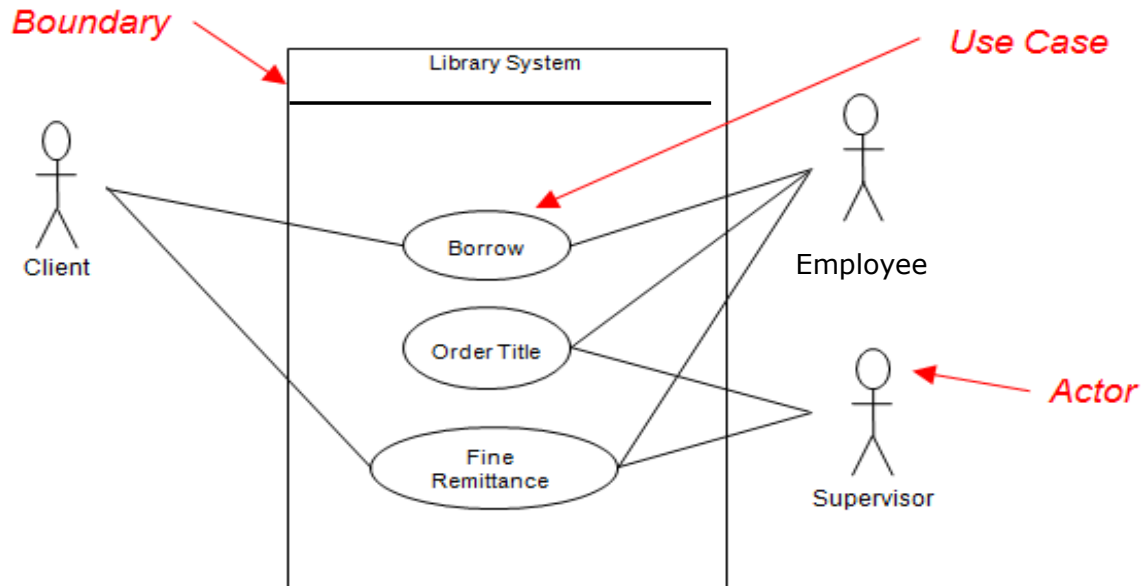 Boundary
Library System
Use Case
Client
Borrow
Employee
Order Title
Actor
Fine
Remittance
Supervisor